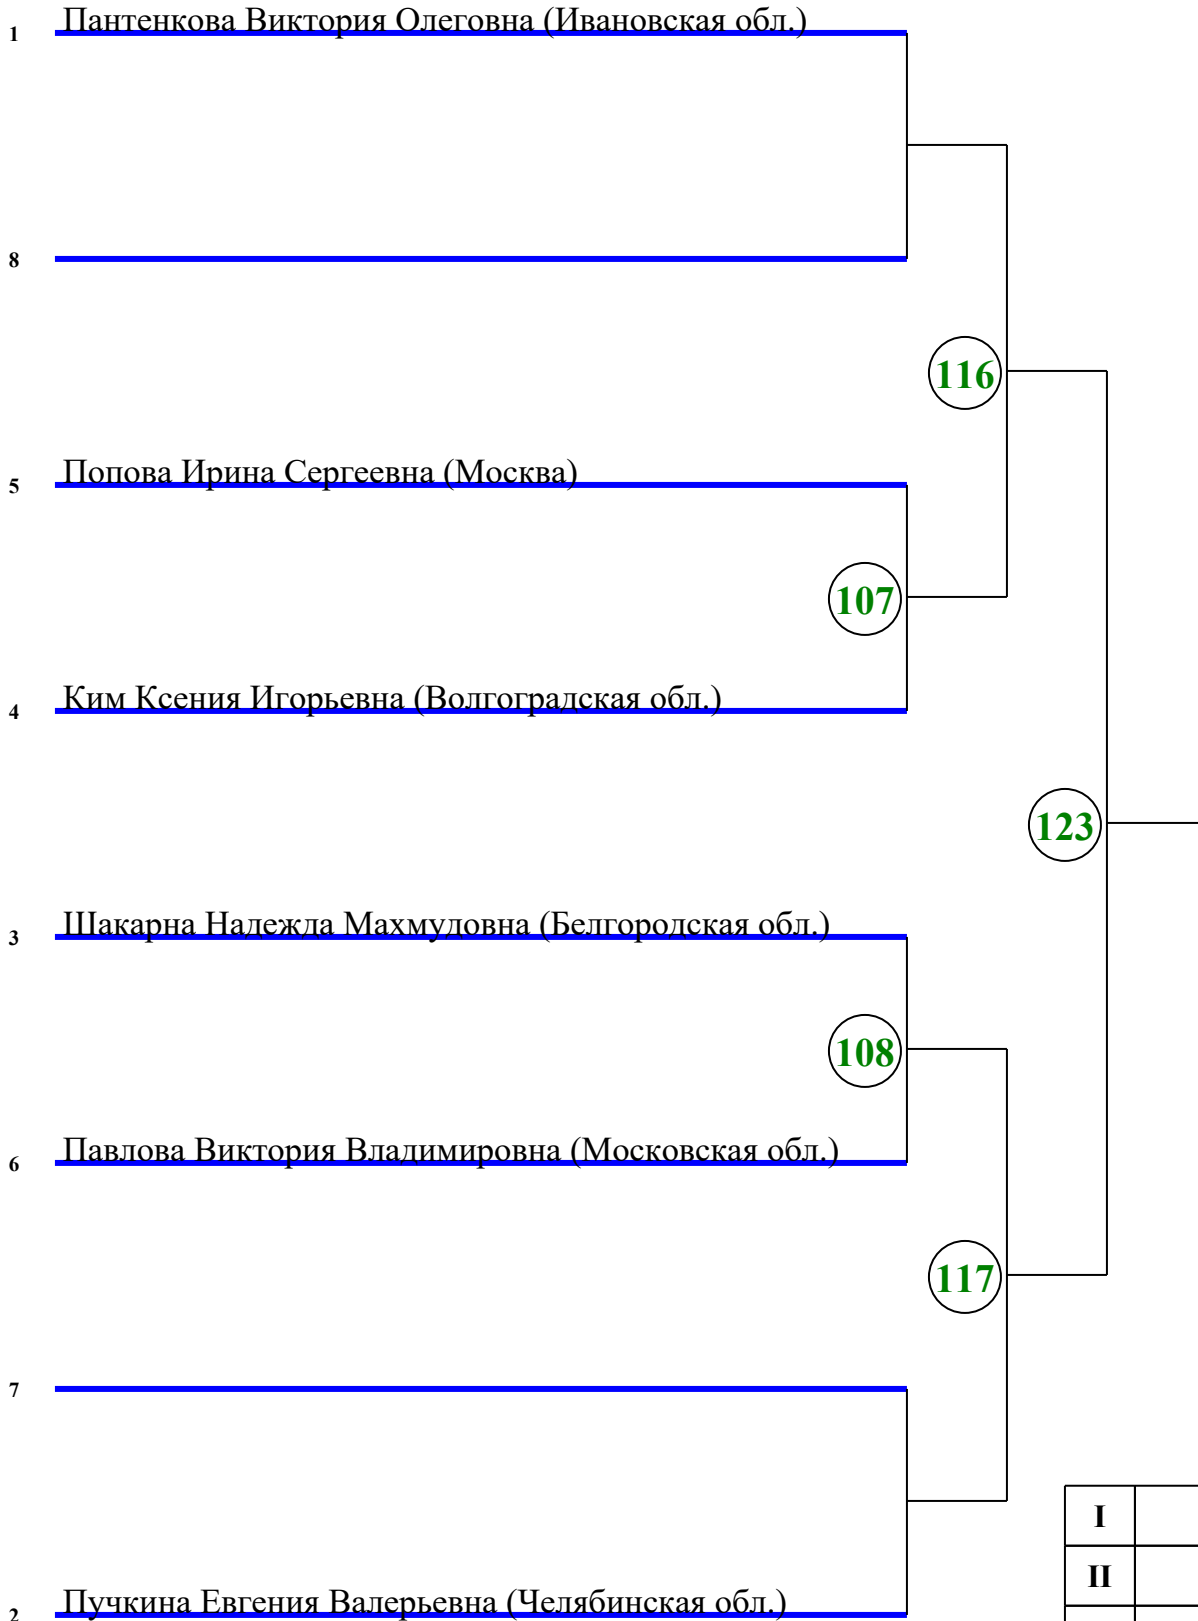 1 Пантенкова Виктория Олеговна (Ивановская обл.)
8
116
5 Попова Ирина Сергеевна (Москва)
107
4 Ким Ксения Игорьевна (Волгоградская обл.)
123
3 Шакарна Надежда Махмудовна (Белгородская обл.)
108
6 Павлова Виктория Владимировна (Московская обл.)
117
7
I
II
2 Пучкина Евгения Валерьевна (Челябинская обл.)